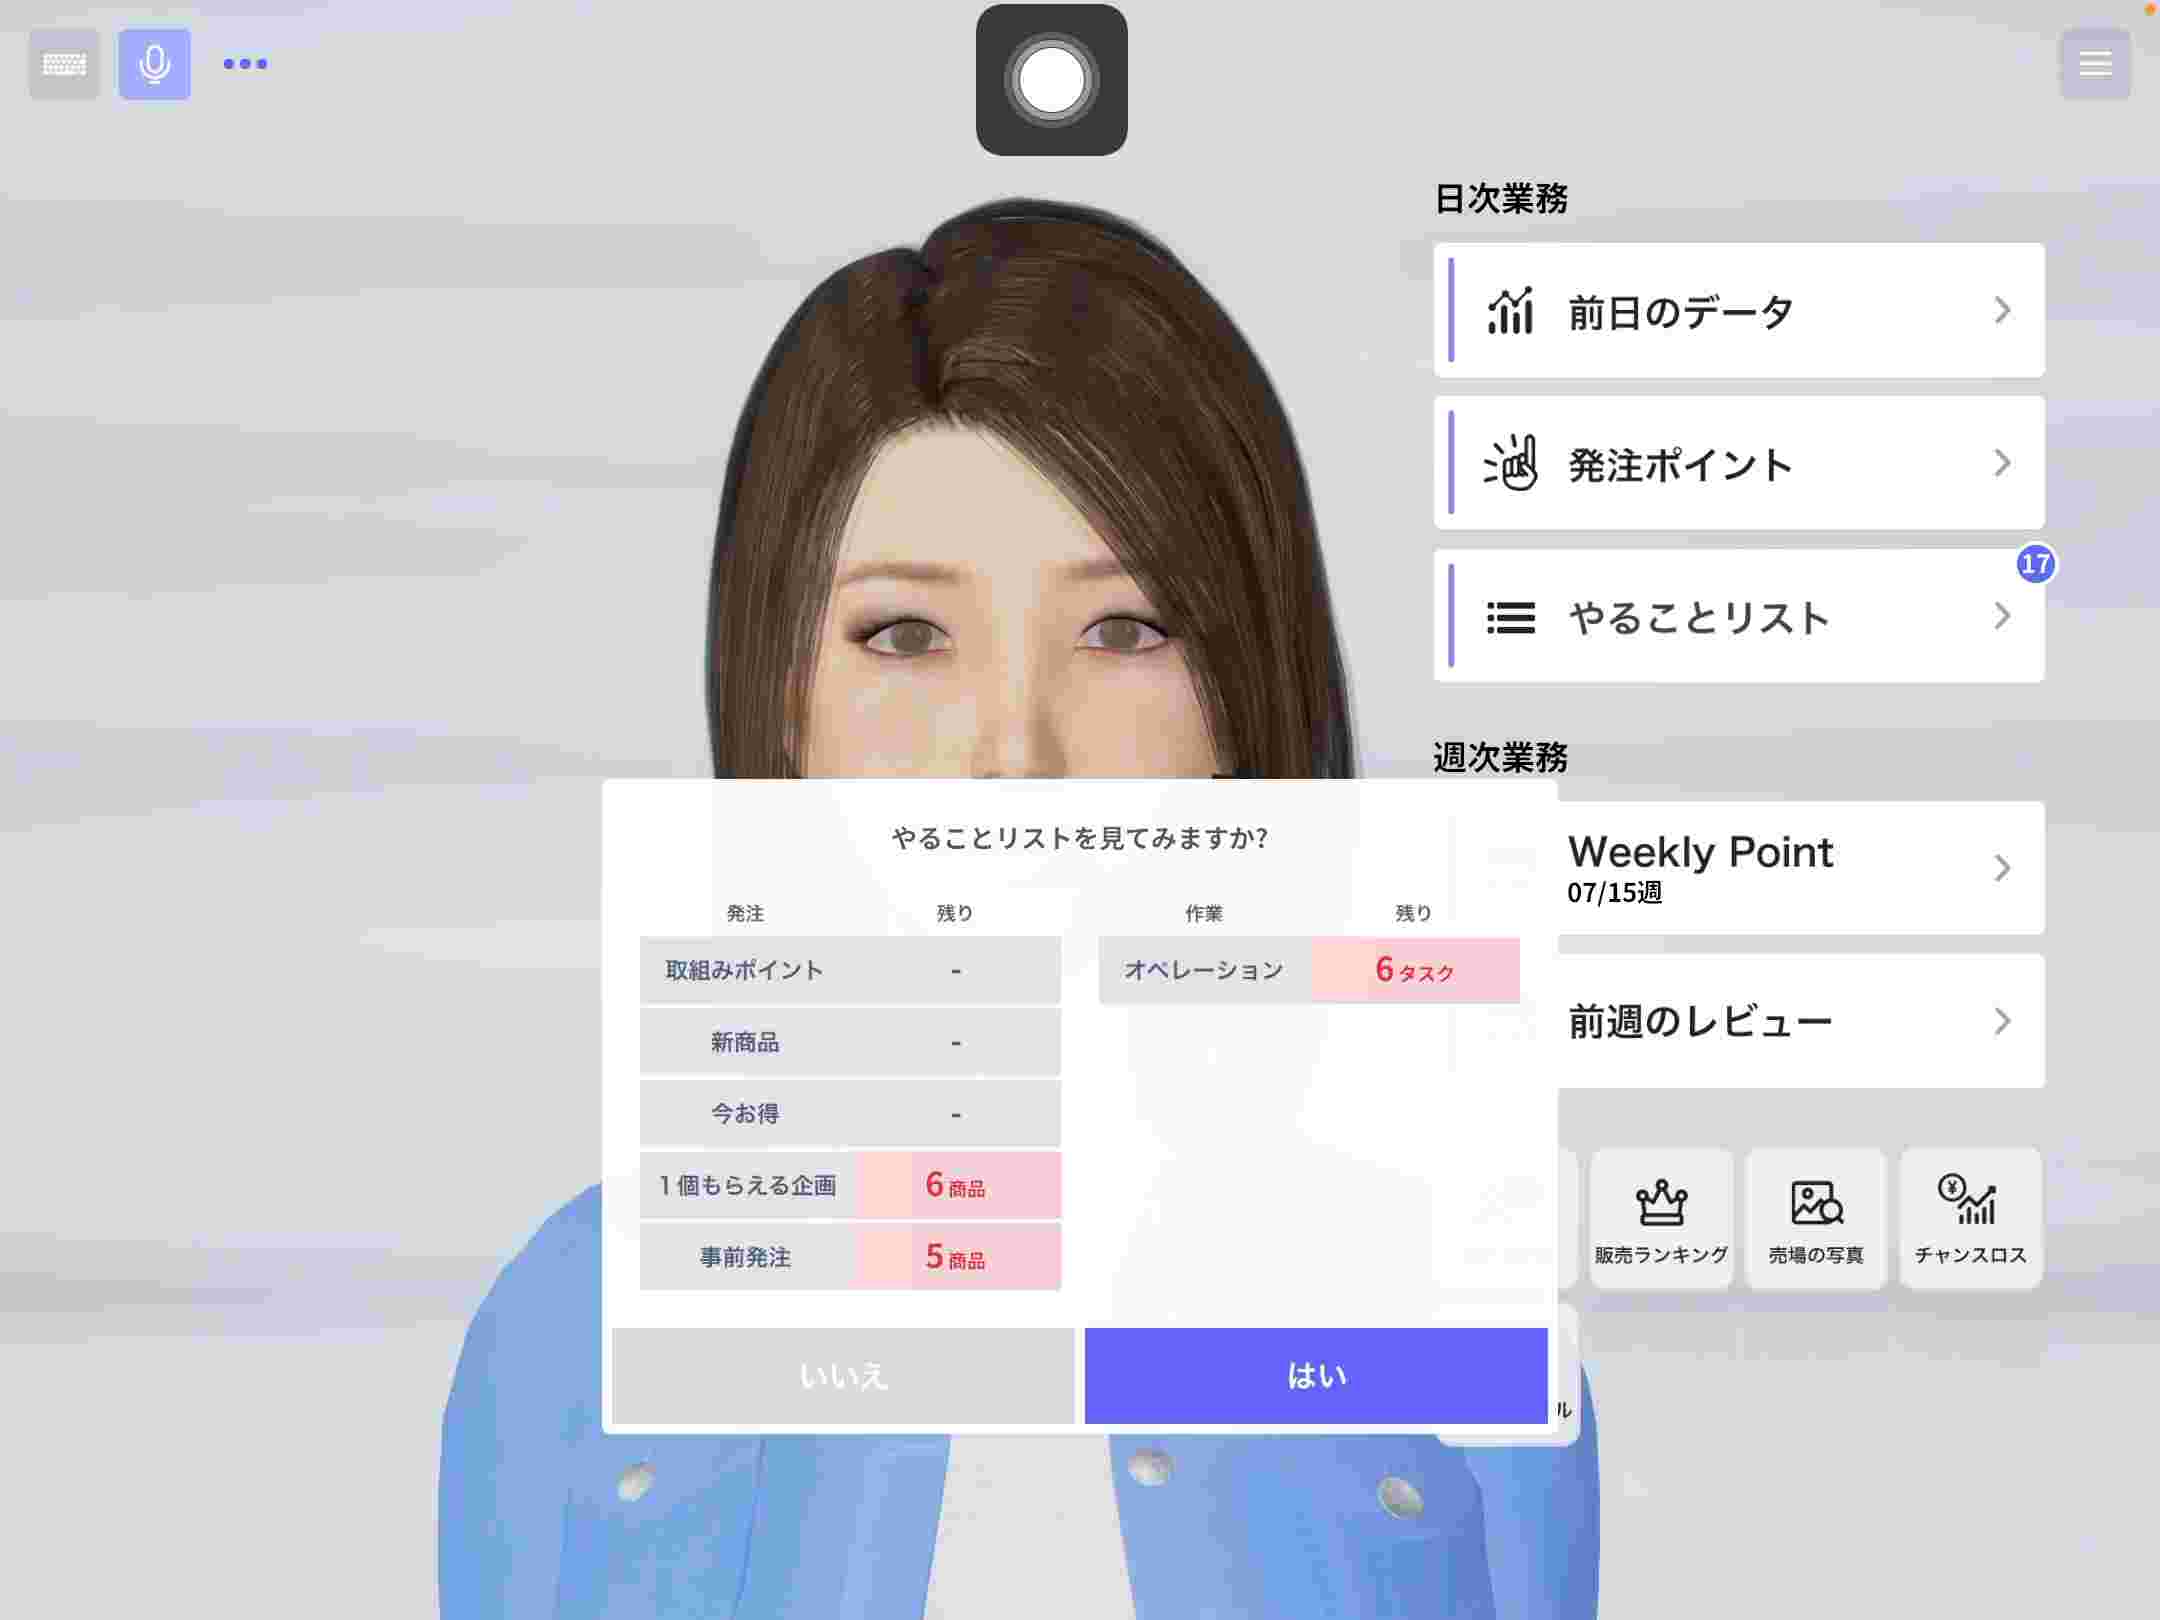 日次業務
前日のデータ
発注ポイント
17
やることリスト
週次業務
Weekly Point
07/15週
前週のレビュー
販売ランキング
売場の写真
チャンスロス
ル
やることリストを見てみますか?
発注 残り
取組みポイント -
新商品 -
今お得 -
1個もらえる企画 6商品
事前発注 5商品
作業 残り
オペレーション 6タスク
いいえ
はい